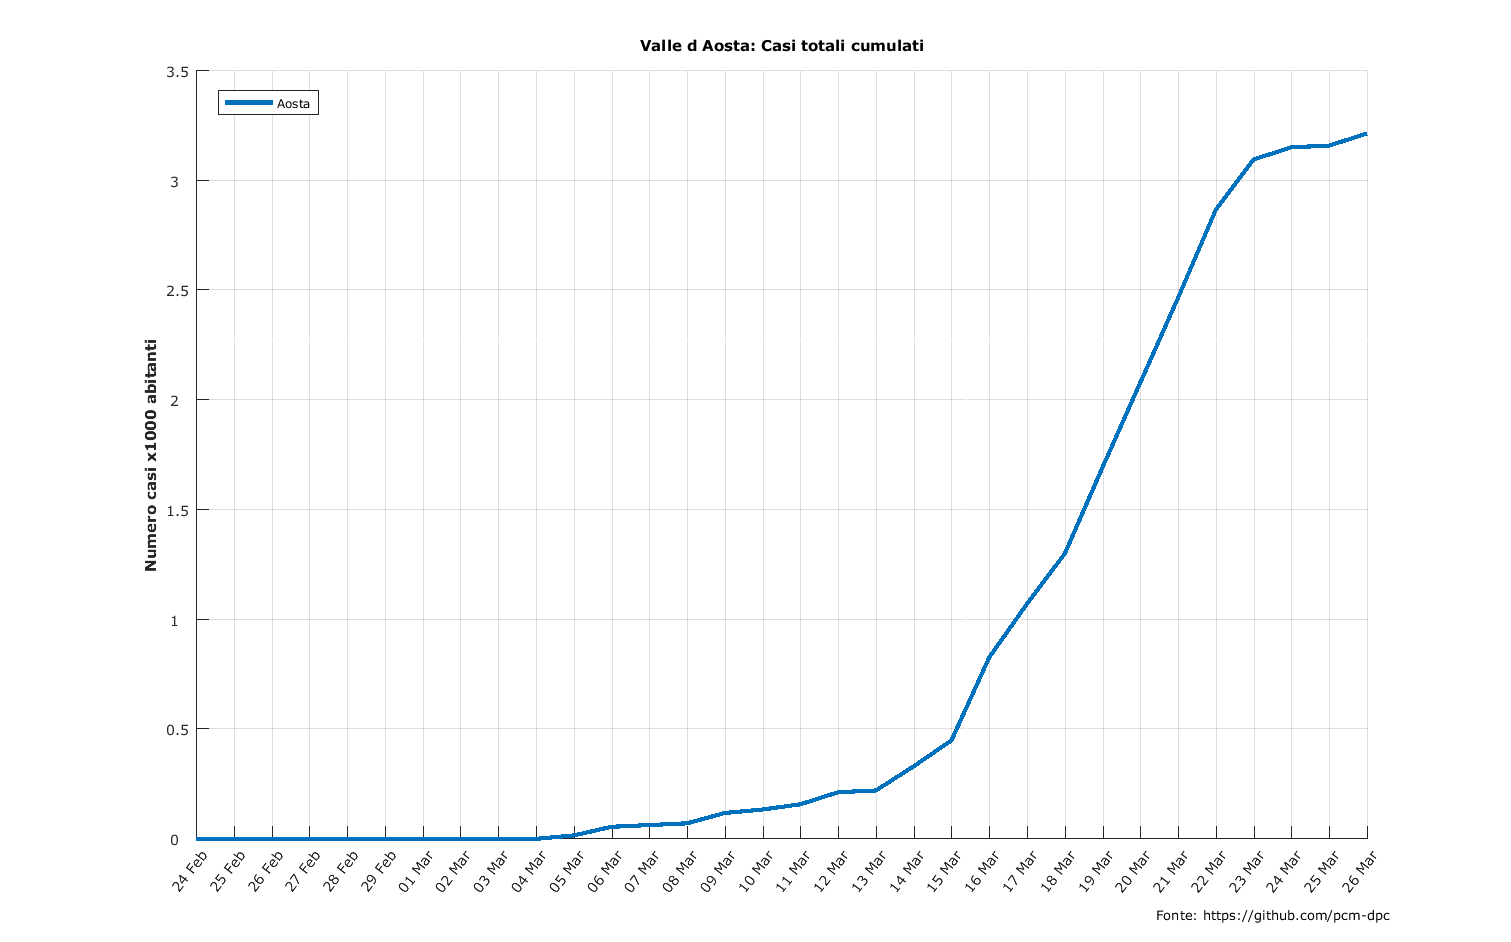 Valle d Aosta: Casi totali cumulati
Aosta
Numero casi x1000 abitanti
3.5
3
2.5
2
1.5
1
0.5
0
24 Feb
25 Feb
26 Feb
27 Feb
28 Feb
29 Feb
01 Mar
02 Mar
03 Mar
04 Mar
05 Mar
06 Mar
07 Mar
08 Mar
09 Mar
10 Mar
11 Mar
12 Mar
13 Mar
14 Mar
15 Mar
16 Mar
17 Mar
18 Mar
19 Mar
20 Mar
21 Mar
22 Mar
23 Mar
24 Mar
25 Mar
26 Mar
Fonte: https://github.com/pcm-dpc